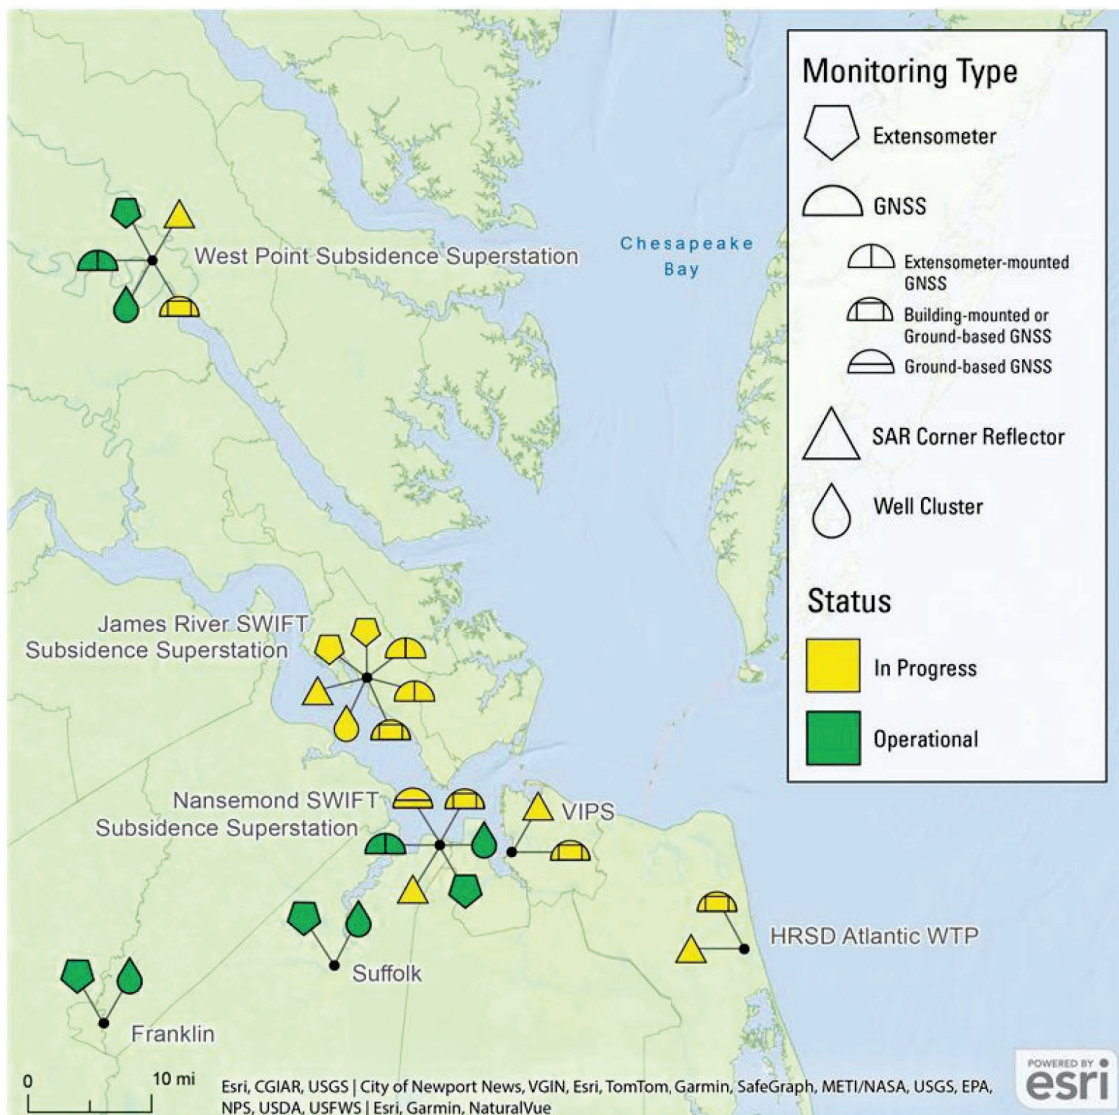 Monitoring Type
Extensometer
GNSS
Extensometer-mounted
GNSS
Building-mounted or
Ground-based GNSS
Ground-based GNSS
SAR Corner Reflector
Well Cluster
Status
In Progress
Operational
Chesapeake
Bay
West Point Subsidence Superstation
James River SWIFT
Subsidence Superstation
Nansemond SWIFT
Subsidence Superstation
VIPS
HRSD Atlantic WTP
Suffolk
Franklin
0 10 mi
Esri, CGIAR, USGS | City of Newport News, VGIN, Esri, TomTom, Garmin, SafeGraph, METI/NASA, USGS, EPA,
NPS, USDA, USFWS | Esri, Garmin, NaturalVue
POWERED BY
esri